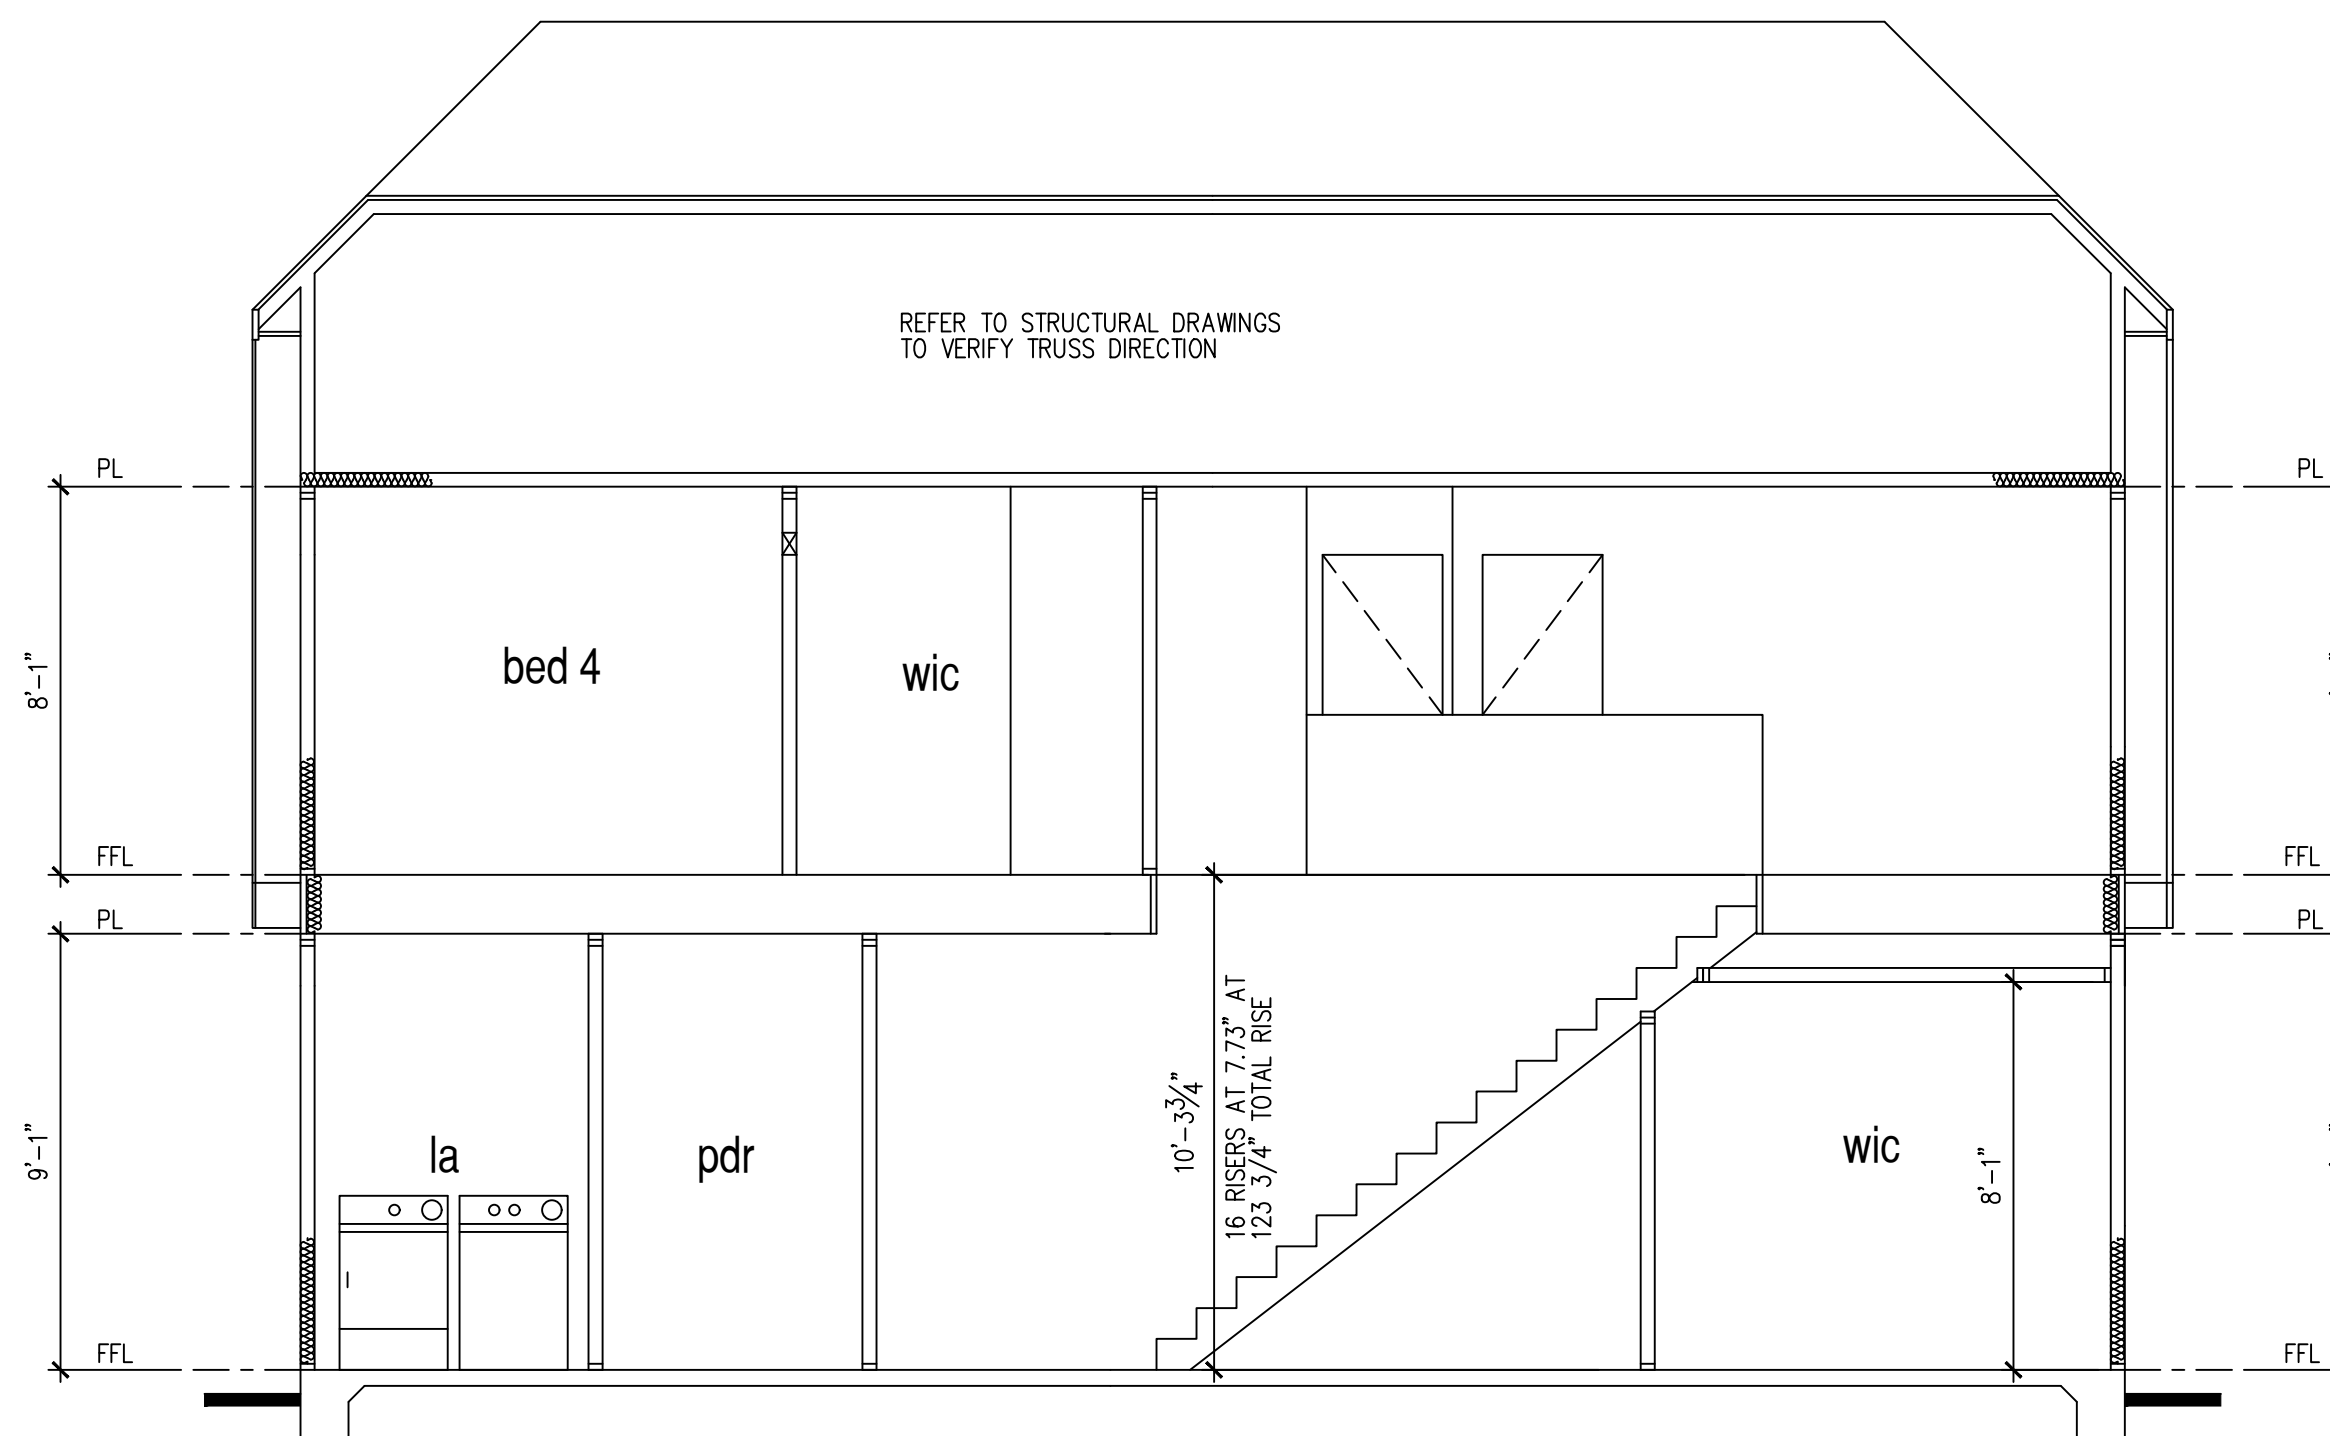 REFER TO STRUCTURAL DRAWINGS
TO VERIFY TRUSS DIRECTION
PL
PL
8'-1"
bed 4
wic
FFL
FFL
PL
PL
9'-1"
la
pdr
10'-3¾"
16 RISERS AT 7.73" AT
123 3/4" TOTAL RISE
wic
8'-1"
FFL
FFL